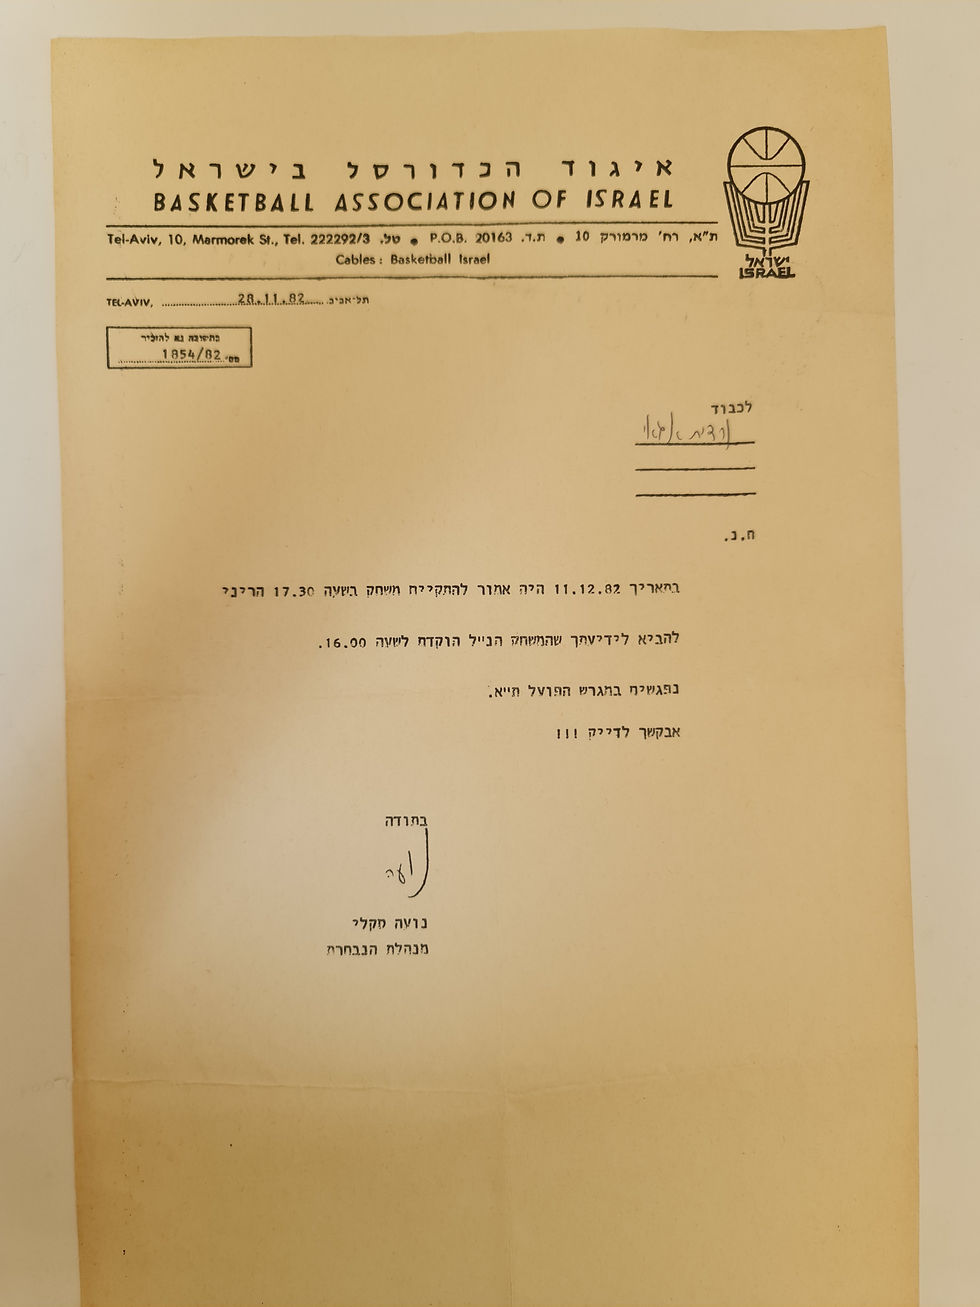 איגוד הכדורסל בישראל
BASKETBALL ASSOCIATION OF ISRAEL
Tel-Aviv, 10, Marmorek St., Tel. 222292/3 טל. ● P.O.B. 20163 ת.ד. ● ת"א, רח' מרמורק 10
Cables: Basketball Israel
ישראל
ISRAEL
TEL-AVIV, 28.11.82 תל-אביב
בתשובה נא להזכיר
מס' 1854/82
לכבוד
ח.נ.
בתאריך 11.12.82 היה אמור להתקיים משחק בשעה 17.30 הריני
להביא לידיעתך שהמשחק הנייל הוקדם לשעה 16.00.
נפגשים במגרש הפועל תייא.
אבקשך לדייק !!!
בתודה
נועה
נועה מקלי
מנהלת הנבחרת